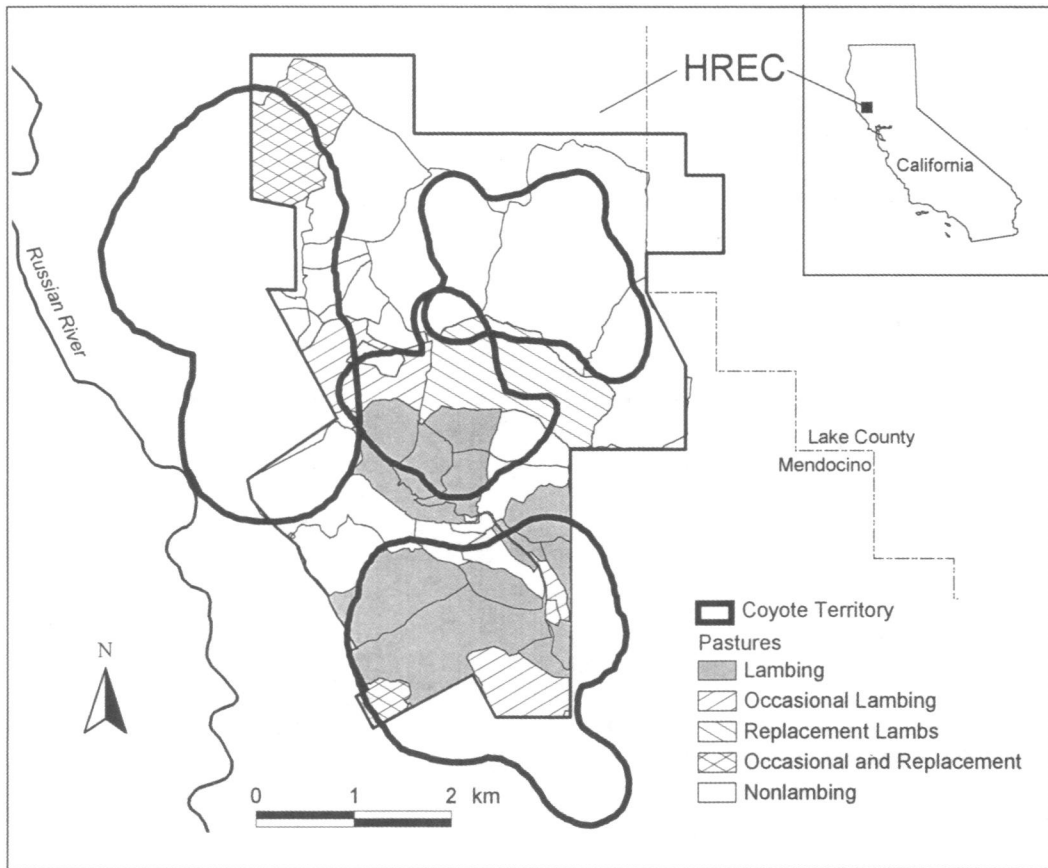 HREC
California
Russian River
Lake County
Mendocino
N
Coyote Territory
Pastures
Lambing
Occasional Lambing
Replacement Lambs
Occasional and Replacement
Nonlambing
0 1 2 km